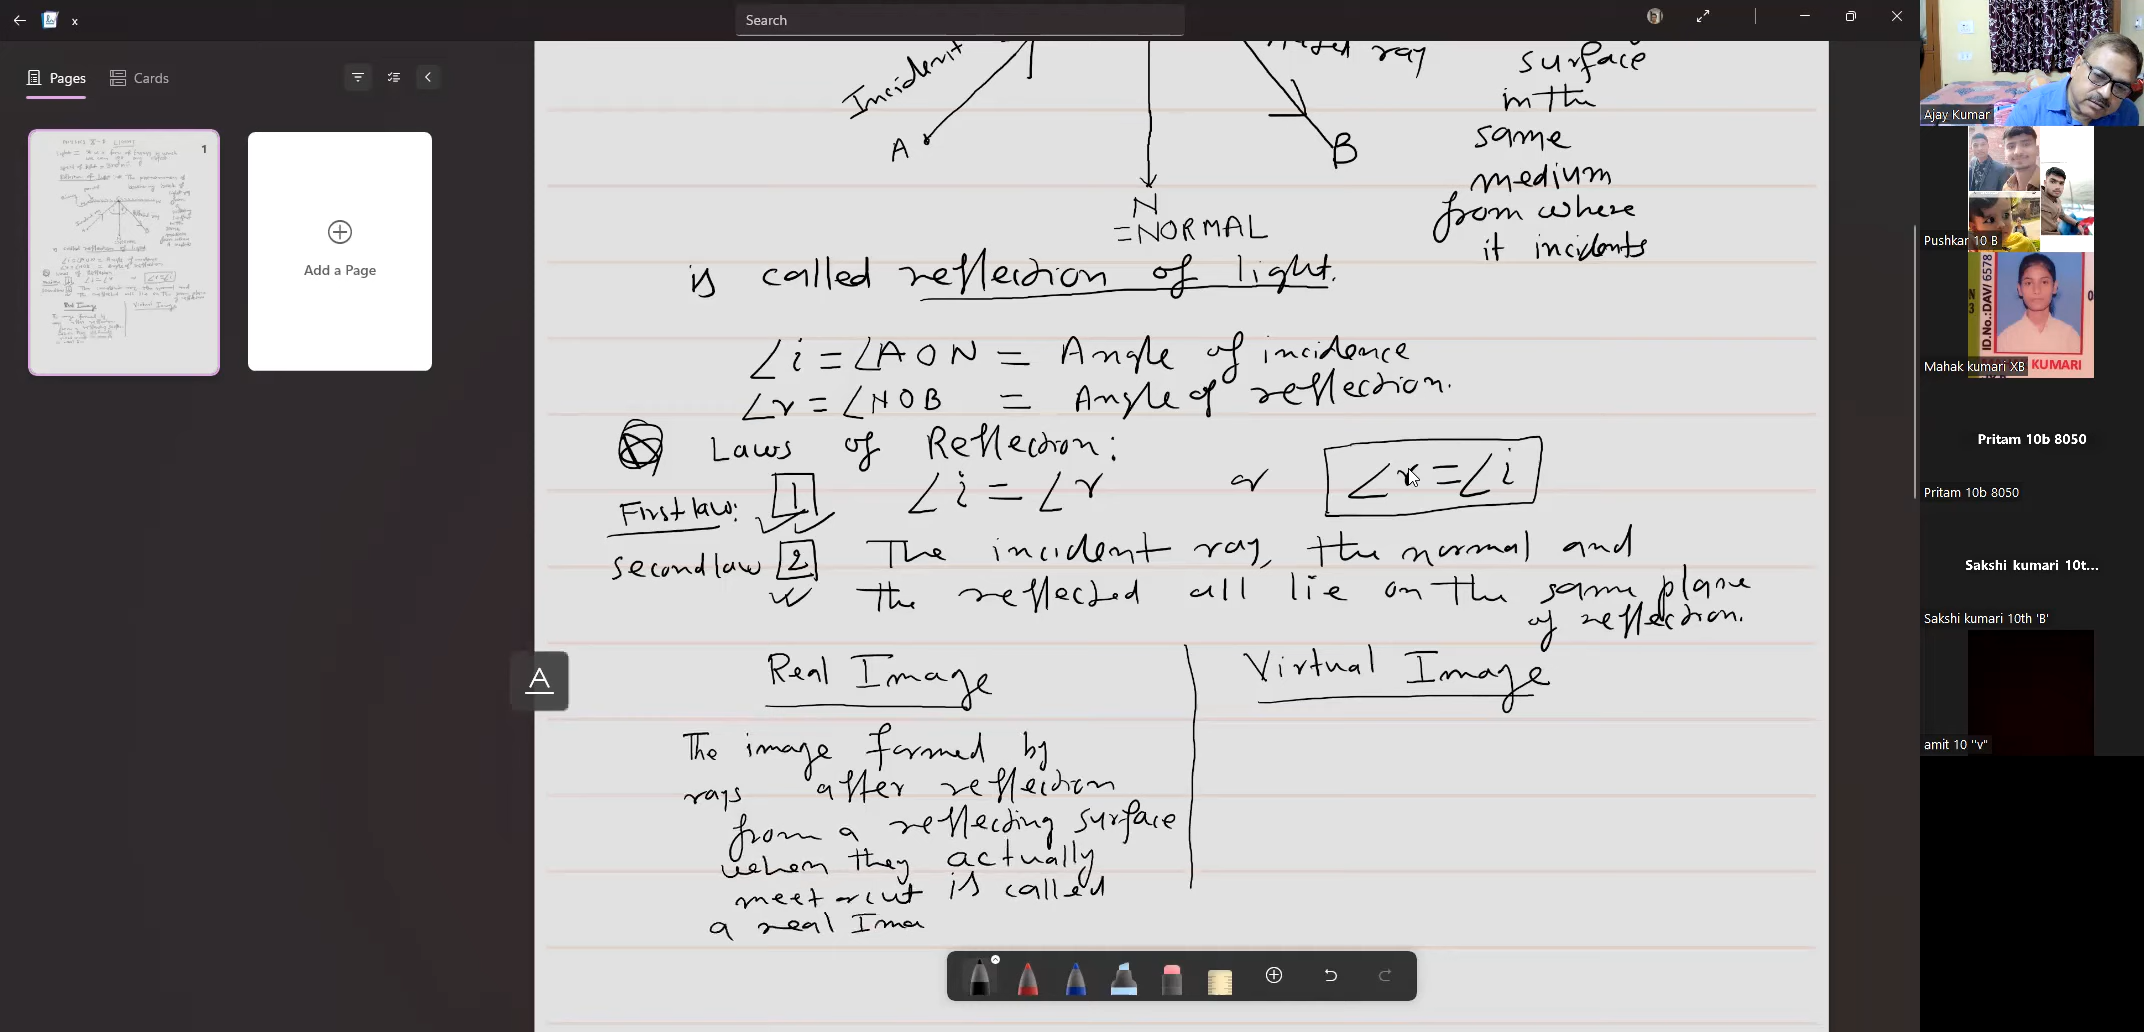 x
Search
Pages
Cards
1
Add a Page
Incident
ray
surface
in the
same
medium
from where
it incidents
A
B
N
=NORMAL
is called reflection of light.
∠i = ∠AON = Angle of incidence
∠r = ∠NOB = Angle of reflection.
Laws of Reflection:
First law: 1 ∠i = ∠r or ∠r = ∠i
Second law 2 The incident ray, the normal and
the reflected all lie on the same plane
of reflection.
Real Image
Virtual Image
The image formed by
rays after reflection
from a reflecting surface
when they actually
meet or cut is called
a real Ima
A
Ajay Kumar
Pushkar 10 B
ID.No.:DAV/6578
KUMARI
Mahak kumari XB
Pritam 10b 8050
Pritam 10b 8050
Sakshi kumari 10t...
Sakshi kumari 10th 'B'
amit 10 "v"